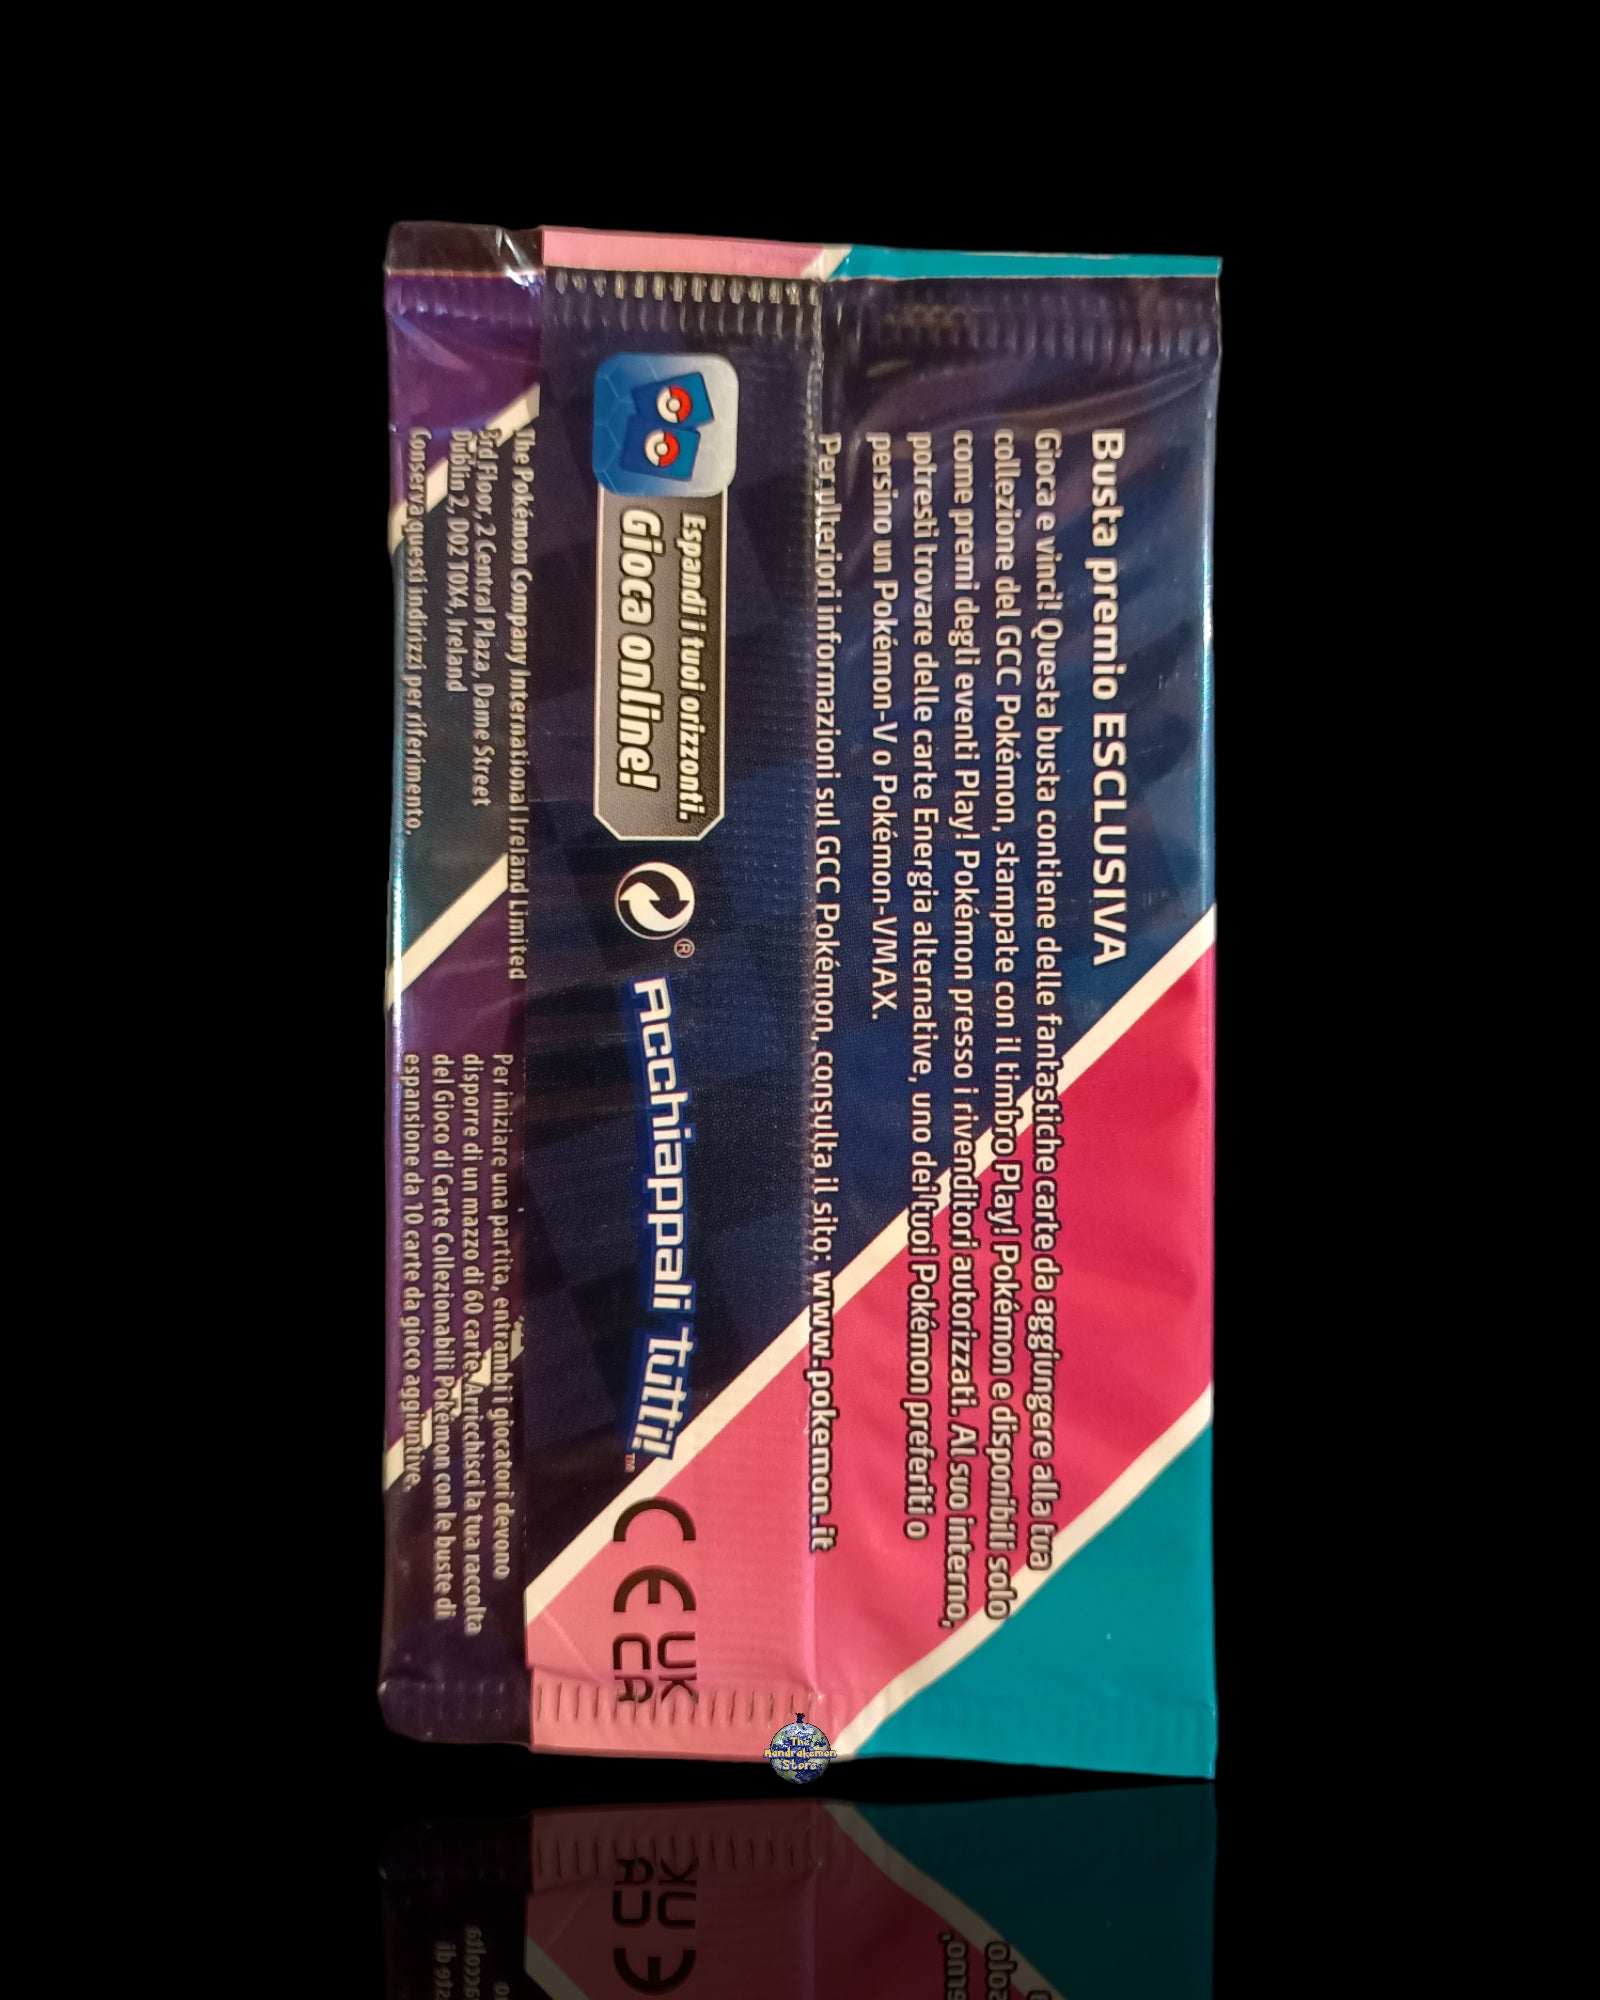 Busta premio ESCLUSIVA
Gioca e vinci! Questa busta contiene delle fantastiche carte da aggiungere alla tua
collezione del GCC Pokémon, stampate con il timbro Play! Pokémon e disponibili solo
come premi degli eventi Play! Pokémon presso i rivenditori autorizzati. Al suo interno,
potresti trovare delle carte Energia alternative, uno dei tuoi Pokémon preferiti o
persino un Pokémon-V o Pokémon-VMAX.
Per ulteriori informazioni sul GCC Pokémon, consulta il sito: www.pokemon.it
Espandi i tuoi orizzonti.
Gioca online!
®
Acchiappali tutti!™
CE
UK
CA
The Pokémon Company International Ireland Limited
3rd Floor, 2 Central Plaza, Dame Street
Dublin 2, D02 T0X4, Ireland
Conserva questi indirizzi per riferimento.
Per iniziare una partita, entrambi i giocatori devono
disporre di un mazzo di 60 carte. Arricchisci la tua raccolta
del Gioco di Carte Collezionabili Pokémon con le buste di
espansione da 10 carte da gioco aggiuntive.
The
Mandrakemon
Store